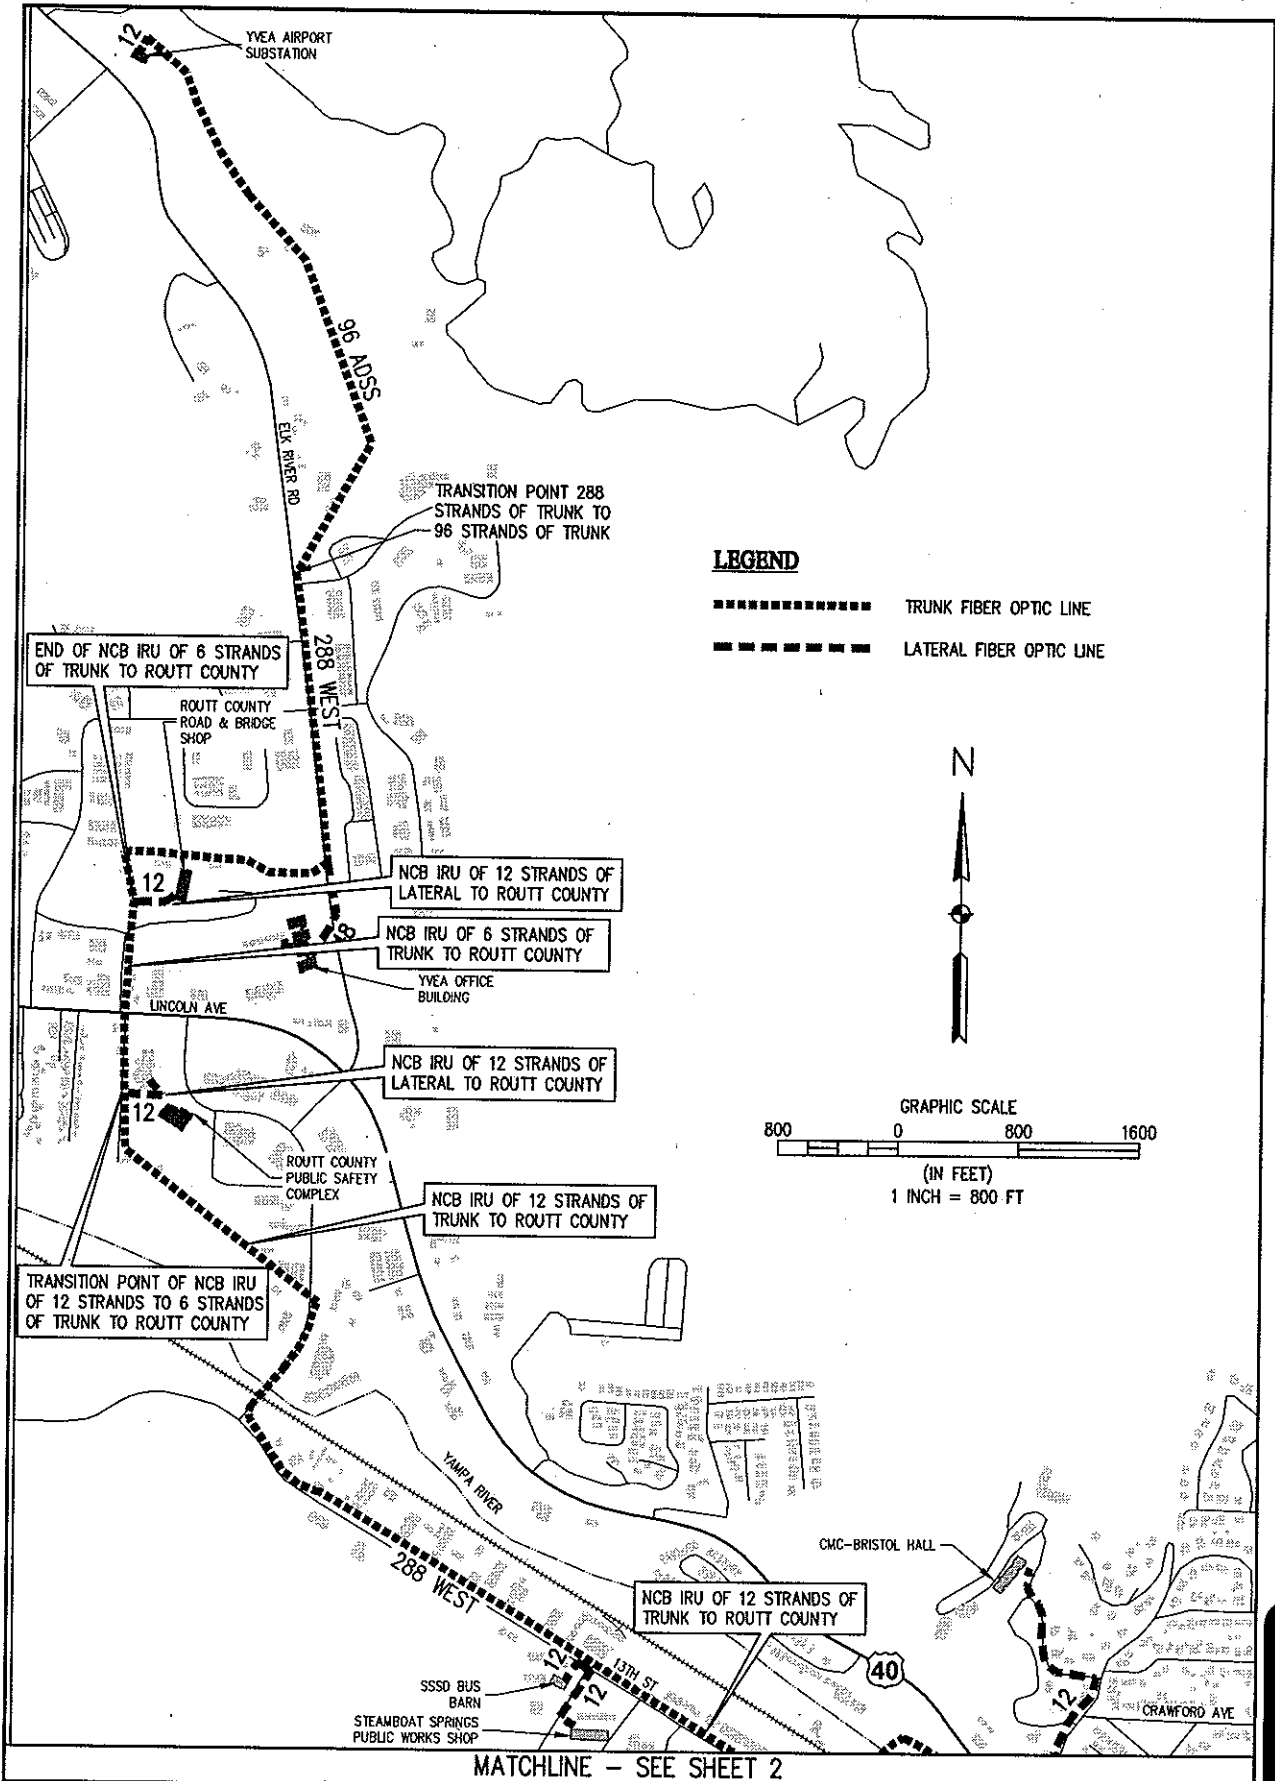 12
YVEA AIRPORT
SUBSTATION
96 ADSS
ELK RIVER RD
TRANSITION POINT 288
STRANDS OF TRUNK TO
96 STRANDS OF TRUNK
LEGEND
TRUNK FIBER OPTIC LINE
LATERAL FIBER OPTIC LINE
END OF NCB IRU OF 6 STRANDS
OF TRUNK TO ROUTT COUNTY
288 WEST
ROUTT COUNTY
ROAD & BRIDGE
SHOP
N
12
NCB IRU OF 12 STRANDS OF
LATERAL TO ROUTT COUNTY
NCB IRU OF 6 STRANDS OF
TRUNK TO ROUTT COUNTY
YVEA OFFICE
BUILDING
LINCOLN AVE
NCB IRU OF 12 STRANDS OF
LATERAL TO ROUTT COUNTY
12
GRAPHIC SCALE
800 0 800 1600
(IN FEET)
1 INCH = 800 FT
ROUTT COUNTY
PUBLIC SAFETY
COMPLEX
NCB IRU OF 12 STRANDS OF
TRUNK TO ROUTT COUNTY
TRANSITION POINT OF NCB IRU
OF 12 STRANDS TO 6 STRANDS
OF TRUNK TO ROUTT COUNTY
YAMPA RIVER
288 WEST
CMC-BRISTOL HALL
NCB IRU OF 12 STRANDS OF
TRUNK TO ROUTT COUNTY
13TH ST
40
12
12
SSSD BUS
BARN
12
CRAWFORD AVE
STEAMBOAT SPRINGS
PUBLIC WORKS SHOP
MATCHLINE - SEE SHEET 2